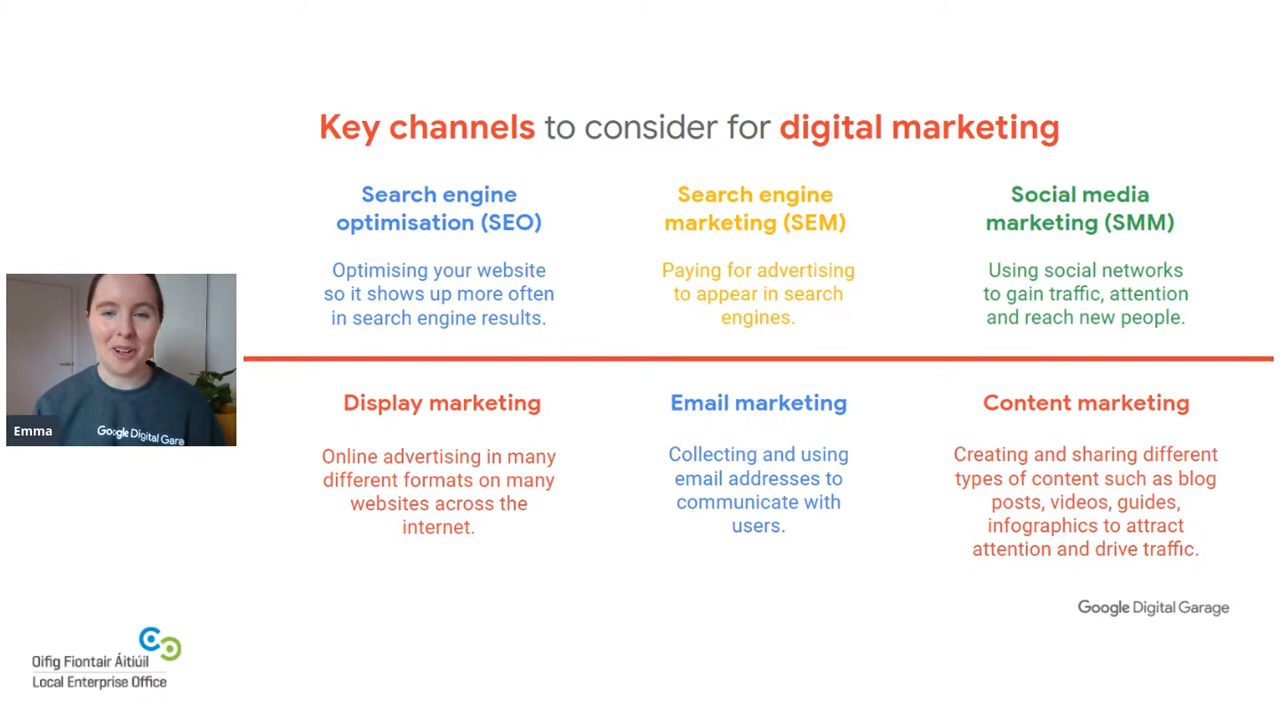 Key channels to consider for digital marketing
Search engine
optimisation (SEO)
Optimising your website
so it shows up more often
in search engine results.
Search engine
marketing (SEM)
Paying for advertising
to appear in search
engines.
Social media
marketing (SMM)
Using social networks
to gain traffic, attention
and reach new people.
Emma
Google Digital Gara
Display marketing
Online advertising in many
different formats on many
websites across the
internet.
Email marketing
Collecting and using
email addresses to
communicate with
users.
Content marketing
Creating and sharing different
types of content such as blog
posts, videos, guides,
infographics to attract
attention and drive traffic.
Google Digital Garage
Oifig Fiontair Áitiúil
Local Enterprise Office